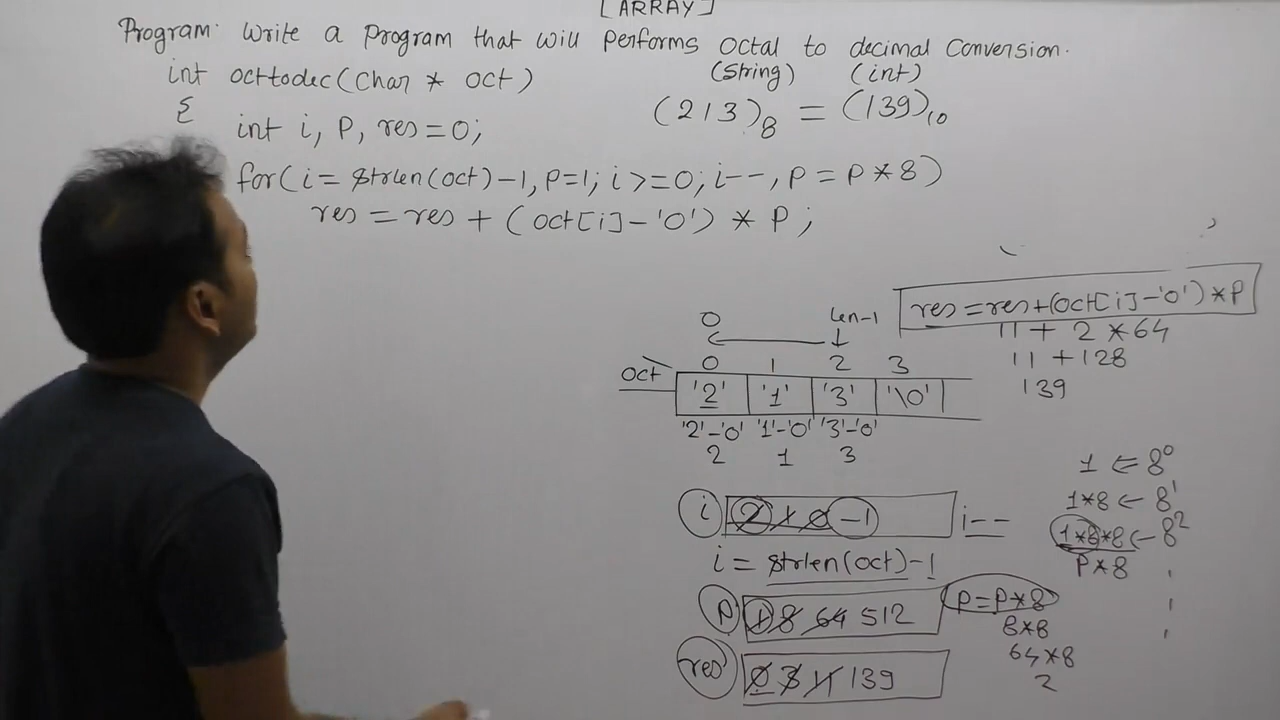 [ARRAY]
Program: Write a Program that will Performs Octal to decimal Conversion.
(String) (int)
int octtodec(Char * Oct)
{
(213)8 = (139)10
int i, P, res=0;
for(i= strlen(oct)-1, P=1; i>=0; i--, P=P*8)
res=res + (Oct[i]-'0') * P;
res=res+(Oct[i]-'0')*P
11 + 2 *64
11 +128
139
0 len-1
0 1 2 3
oct '2' '1' '3' '\0'
'2'-'0' '1'-'0' '3'-'0'
2 1 3
1 ⇐ 8⁰
1*8 ← 8¹
1*8*8 ← 8²
P*8
i 2 1 0 -1 i--
i = strlen(oct)-1
P 1 8 64 512 P=P*8
8*8
64*8
2
res 0 3 11 139